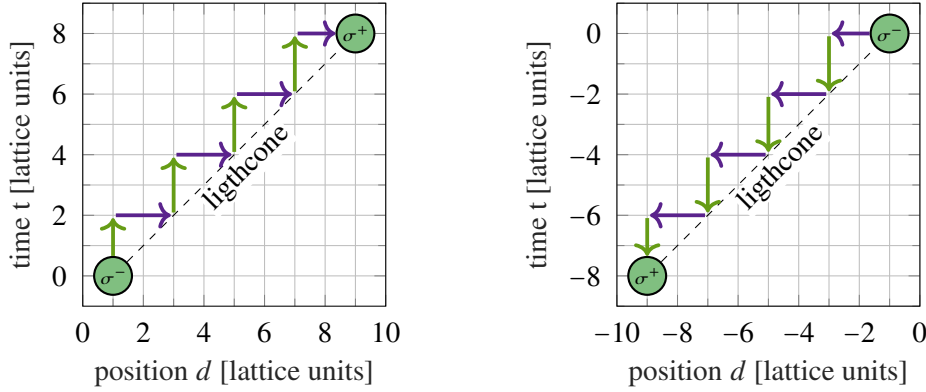 time t [lattice units]
8
6
4
2
0
σ⁺
σ⁻
ligthcone
0 2 4 6 8 10
position d [lattice units]
time t [lattice units]
0
−2
−4
−6
−8
σ⁻
σ⁺
ligthcone
−10 −8 −6 −4 −2 0
position d [lattice units]